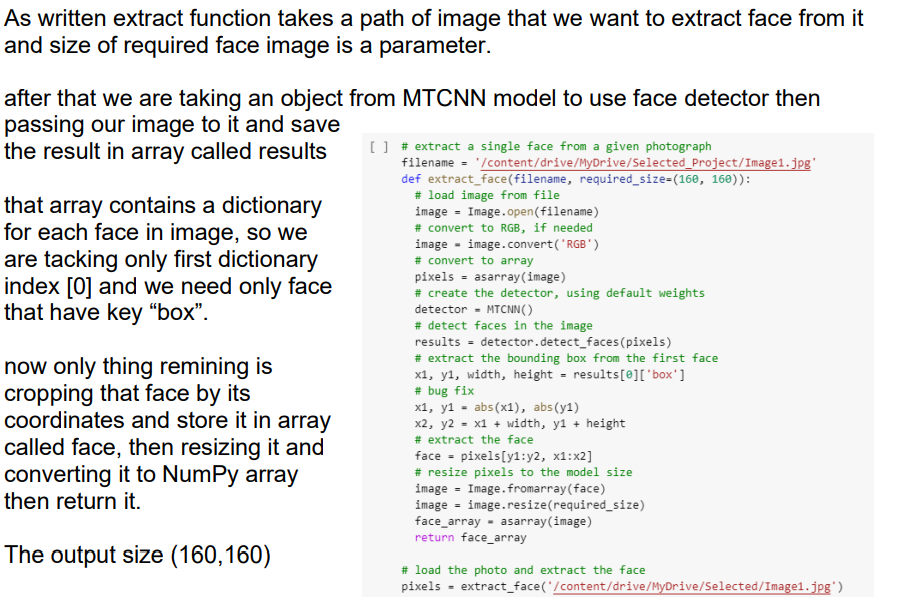 As written extract function takes a path of image that we want to extract face from it
and size of required face image is a parameter.
after that we are taking an object from MTCNN model to use face detector then
passing our image to it and save
the result in array called results
that array contains a dictionary
for each face in image, so we
are tacking only first dictionary
index [0] and we need only face
that have key “box”.
now only thing remining is
cropping that face by its
coordinates and store it in array
called face, then resizing it and
converting it to NumPy array
then return it.
The output size (160,160)
[ ] # extract a single face from a given photograph
filename = '/content/drive/MyDrive/Selected_Project/Image1.jpg'
def extract_face(filename, required_size=(160, 160)):
# load image from file
image = Image.open(filename)
# convert to RGB, if needed
image = image.convert('RGB')
# convert to array
pixels = asarray(image)
# create the detector, using default weights
detector = MTCNN()
# detect faces in the image
results = detector.detect_faces(pixels)
# extract the bounding box from the first face
x1, y1, width, height = results[0]['box']
# bug fix
x1, y1 = abs(x1), abs(y1)
x2, y2 = x1 + width, y1 + height
# extract the face
face = pixels[y1:y2, x1:x2]
# resize pixels to the model size
image = Image.fromarray(face)
image = image.resize(required_size)
face_array = asarray(image)
return face_array
# load the photo and extract the face
pixels = extract_face('/content/drive/MyDrive/Selected/Image1.jpg')